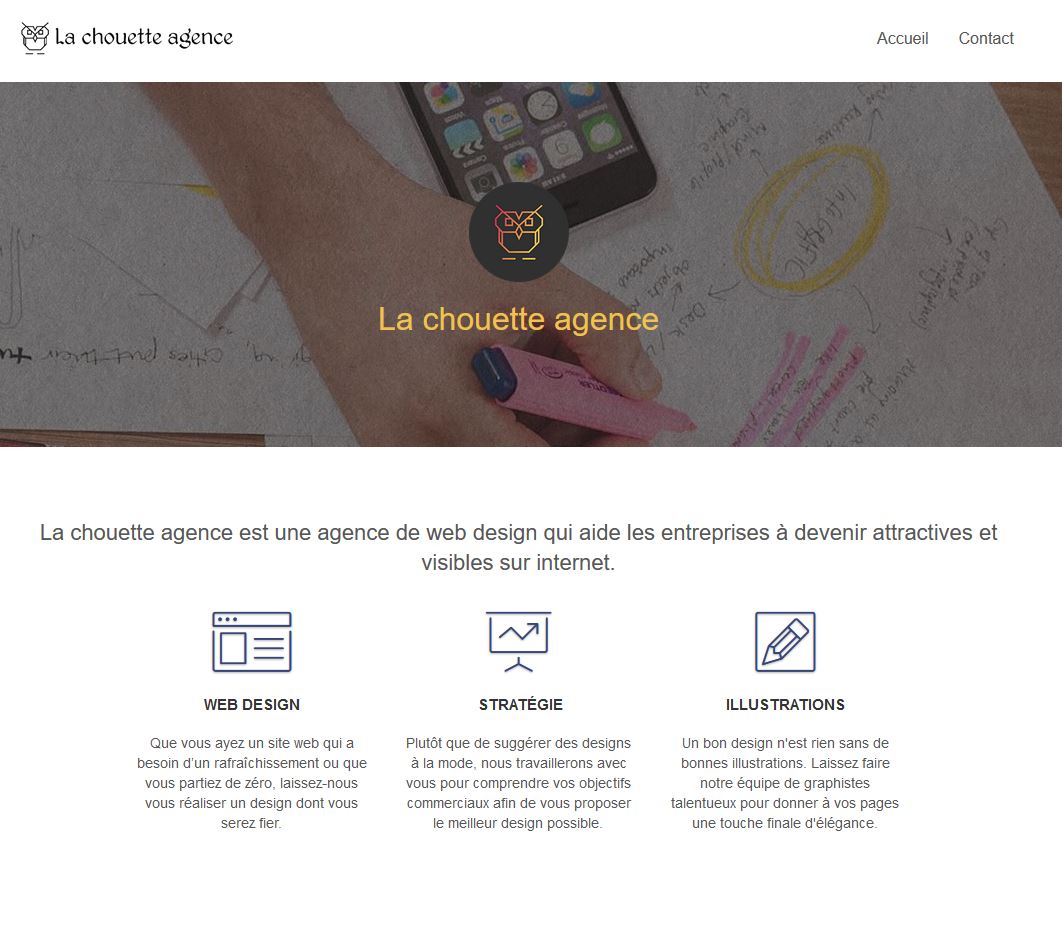 La chouette agence
Accueil Contact
La chouette agence
La chouette agence est une agence de web design qui aide les entreprises à devenir attractives et
visibles sur internet.
WEB DESIGN
Que vous ayez un site web qui a
besoin d’un rafraîchissement ou que
vous partiez de zéro, laissez-nous
vous réaliser un design dont vous
serez fier.
STRATÉGIE
Plutôt que de suggérer des designs
à la mode, nous travaillerons avec
vous pour comprendre vos objectifs
commerciaux afin de vous proposer
le meilleur design possible.
ILLUSTRATIONS
Un bon design n'est rien sans de
bonnes illustrations. Laissez faire
notre équipe de graphistes
talentueux pour donner à vos pages
une touche finale d'élégance.